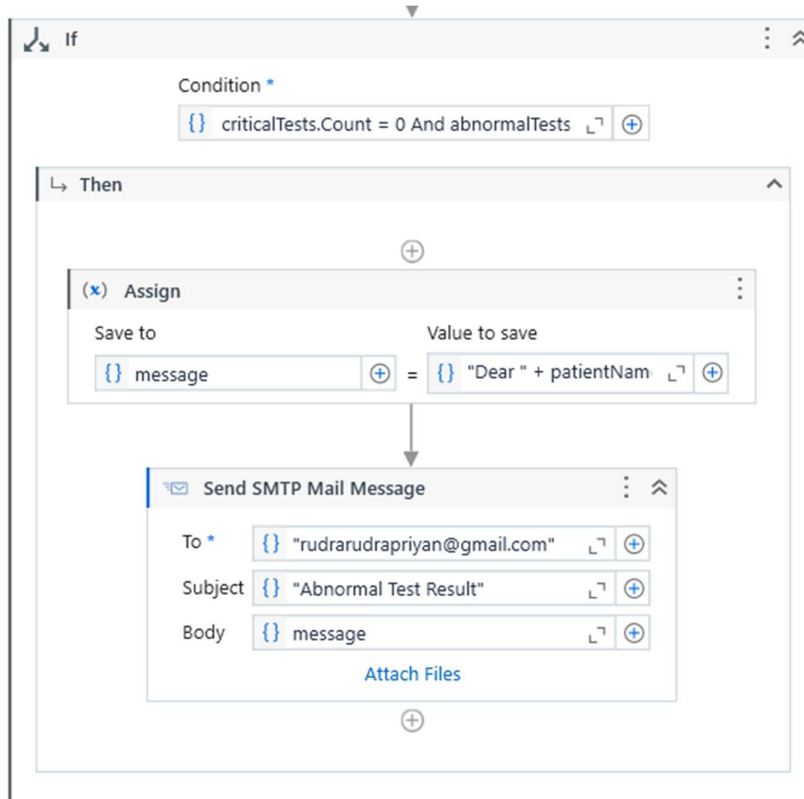 If
Condition *
{} criticalTests.Count = 0 And abnormalTests
Then
(x) Assign
Save to Value to save
{} message = {} "Dear " + patientNam
Send SMTP Mail Message
To * {} "rudrarudrapriyan@gmail.com"
Subject {} "Abnormal Test Result"
Body {} message
Attach Files